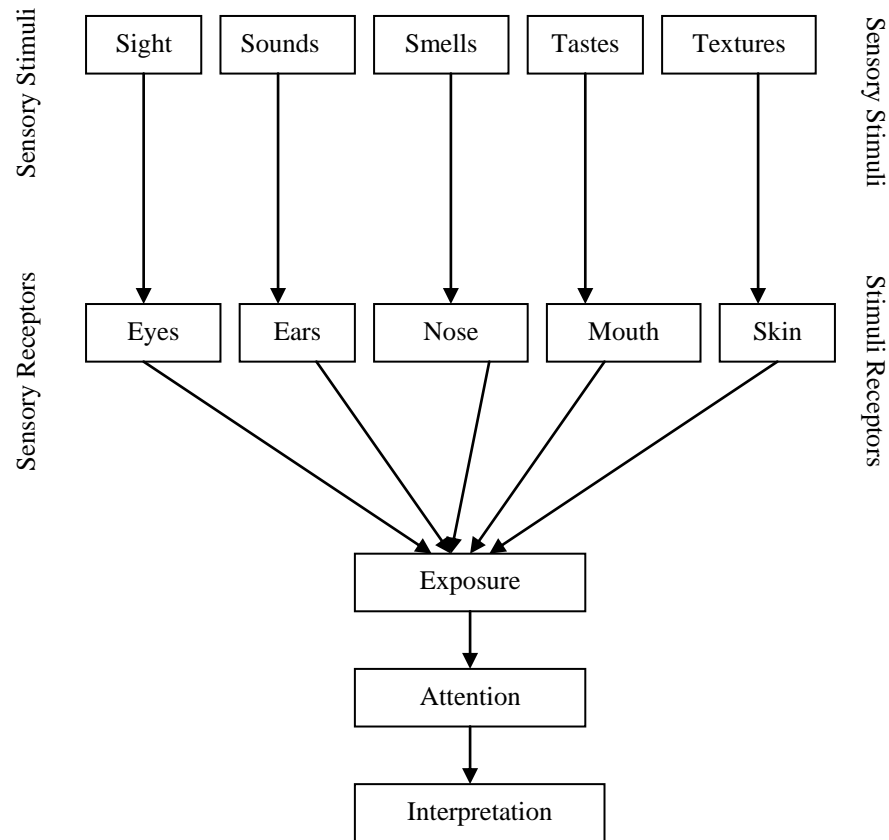 Sensory Stimuli
Sight
Sounds
Smells
Tastes
Textures
Sensory Stimuli
Sensory Receptors
Eyes
Ears
Nose
Mouth
Skin
Stimuli Receptors
Exposure
Attention
Interpretation